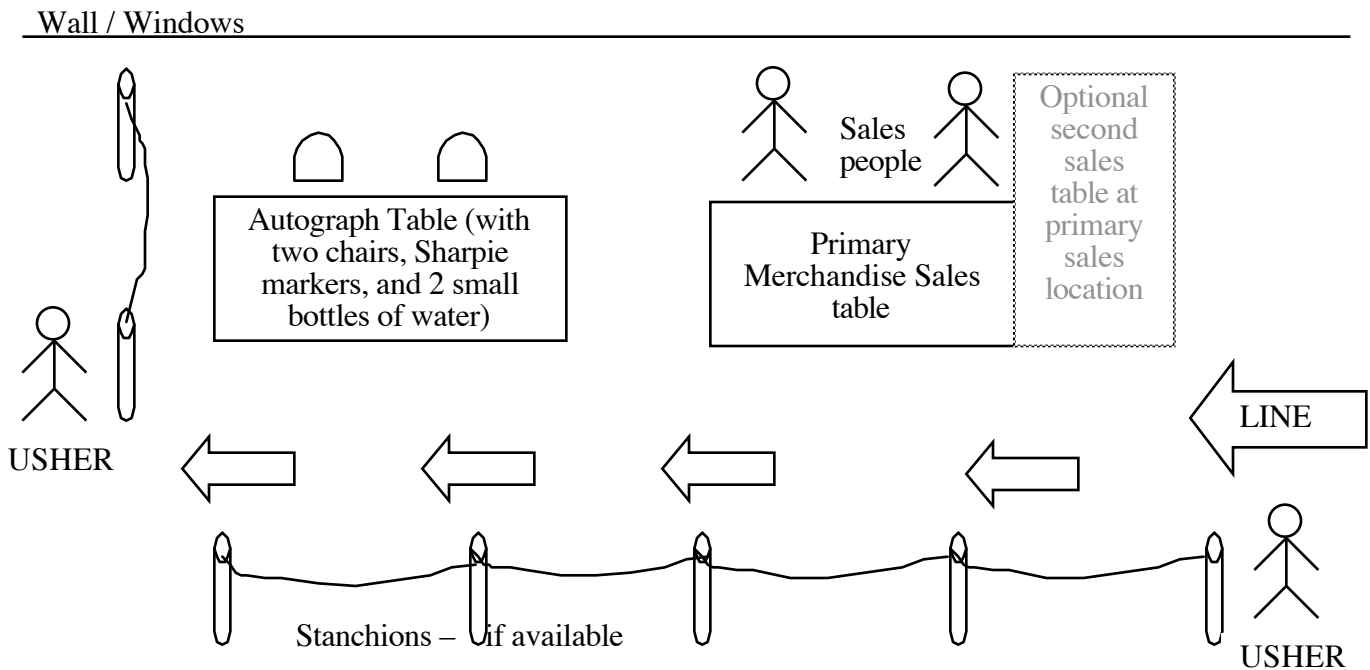 Wall / Windows
Sales
people
Optional
second
sales
table at
primary
sales
location
Autograph Table (with
two chairs, Sharpie
markers, and 2 small
bottles of water)
Primary
Merchandise Sales
table
LINE
USHER
Stanchions – if available
USHER